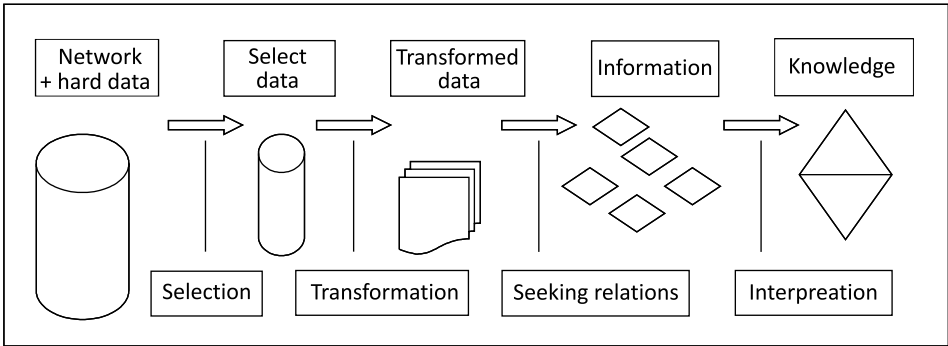 Network
+ hard data
Select
data
Transformed
data
Information
Knowledge
Selection
Transformation
Seeking relations
Interpreation